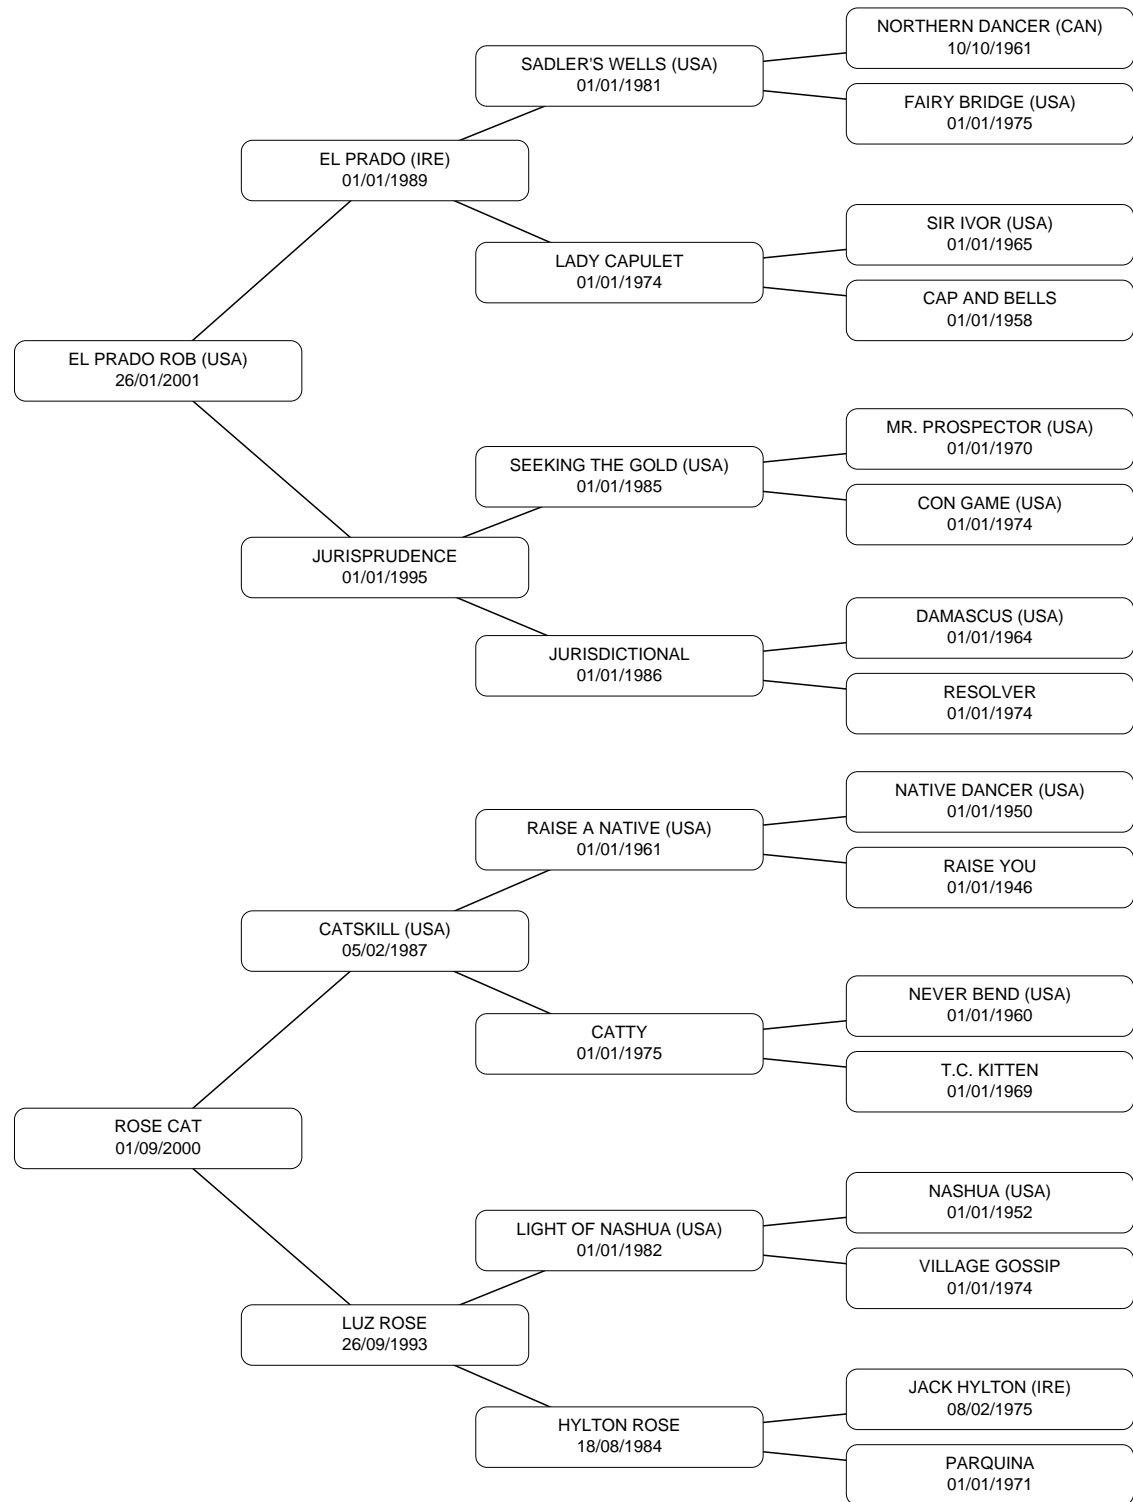 NORTHERN DANCER (CAN)
10/10/1961
SADLER'S WELLS (USA)
01/01/1981
FAIRY BRIDGE (USA)
01/01/1975
EL PRADO (IRE)
01/01/1989
SIR IVOR (USA)
01/01/1965
LADY CAPULET
01/01/1974
CAP AND BELLS
01/01/1958
EL PRADO ROB (USA)
26/01/2001
MR. PROSPECTOR (USA)
01/01/1970
SEEKING THE GOLD (USA)
01/01/1985
CON GAME (USA)
01/01/1974
JURISPRUDENCE
01/01/1995
DAMASCUS (USA)
01/01/1964
JURISDICTIONAL
01/01/1986
RESOLVER
01/01/1974
NATIVE DANCER (USA)
01/01/1950
RAISE A NATIVE (USA)
01/01/1961
RAISE YOU
01/01/1946
CATSKILL (USA)
05/02/1987
NEVER BEND (USA)
01/01/1960
CATTY
01/01/1975
T.C. KITTEN
01/01/1969
ROSE CAT
01/09/2000
NASHUA (USA)
01/01/1952
LIGHT OF NASHUA (USA)
01/01/1982
VILLAGE GOSSIP
01/01/1974
LUZ ROSE
26/09/1993
JACK HYLTON (IRE)
08/02/1975
HYLTON ROSE
18/08/1984
PARQUINA
01/01/1971